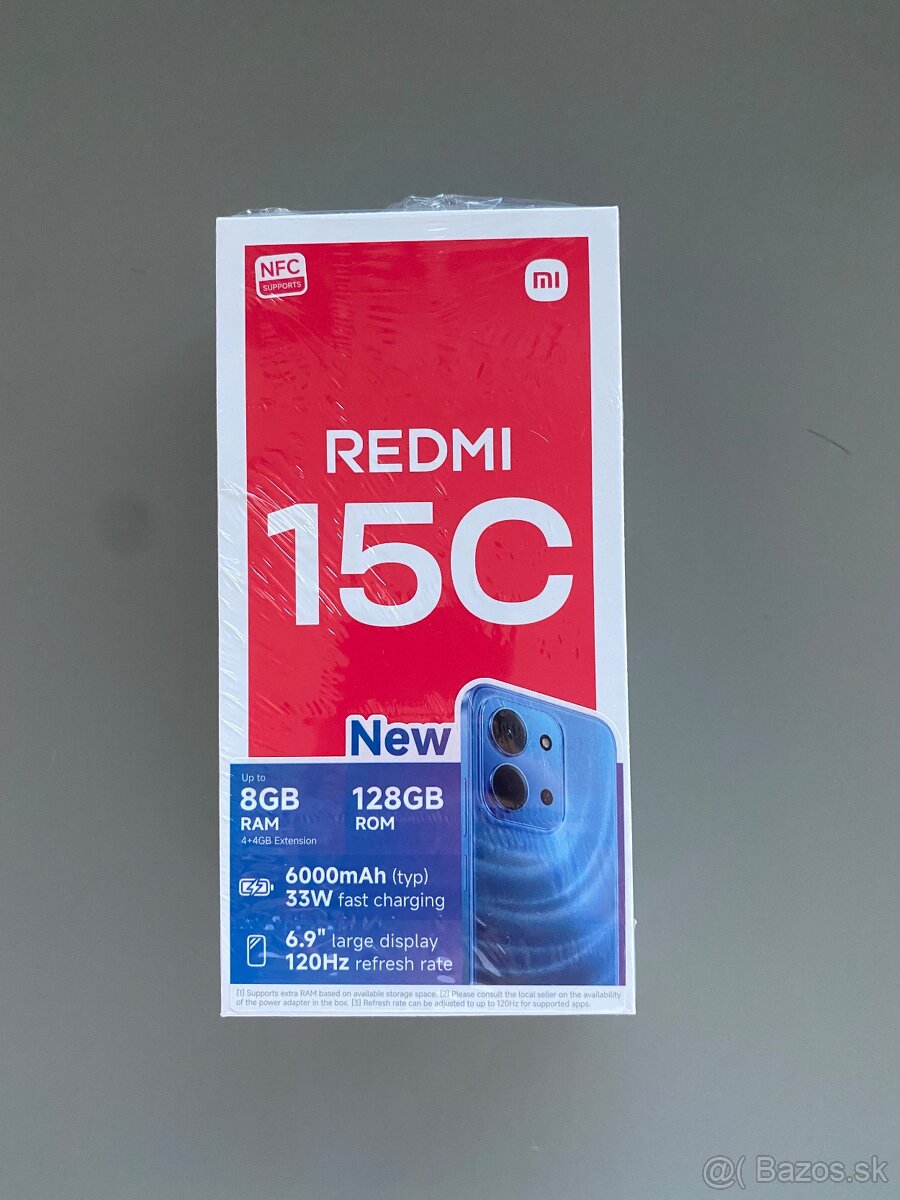 NFC
SUPPORTS
mi
REDMI
15C
New
Up to
8GB
RAM
4+4GB Extension
128GB
ROM
6000mAh (typ)
33W fast charging
6.9" large display
120Hz refresh rate
[1] Supports extra RAM based on available storage space. [2] Please consult the local seller on the availability
of the power adapter in the box. [3] Refresh rate can be adjusted to up to 120Hz for supported apps.
@( Bazos.sk